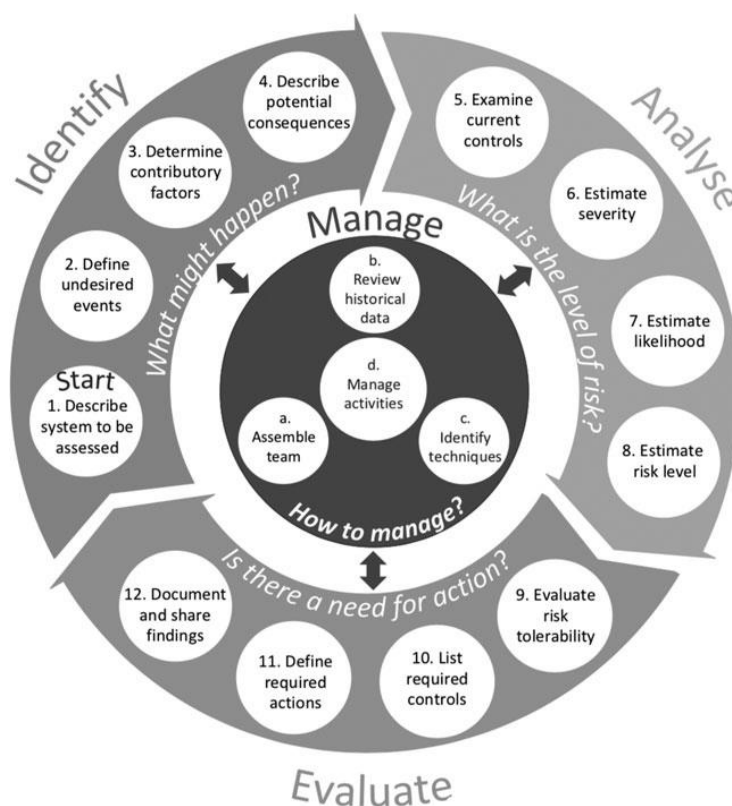 Identify
What might happen?
Start
1. Describe
system to be
assessed
2. Define
undesired
events
3. Determine
contributory
factors
4. Describe
potential
consequences
Analyse
What is the level of risk?
5. Examine
current
controls
6. Estimate
severity
7. Estimate
likelihood
8. Estimate
risk level
Evaluate
Is there a need for action?
9. Evaluate
risk
tolerability
10. List
required
controls
11. Define
required
actions
12. Document
and share
findings
Manage
How to manage?
a.
Assemble
team
b.
Review
historical
data
c.
Identify
techniques
d.
Manage
activities